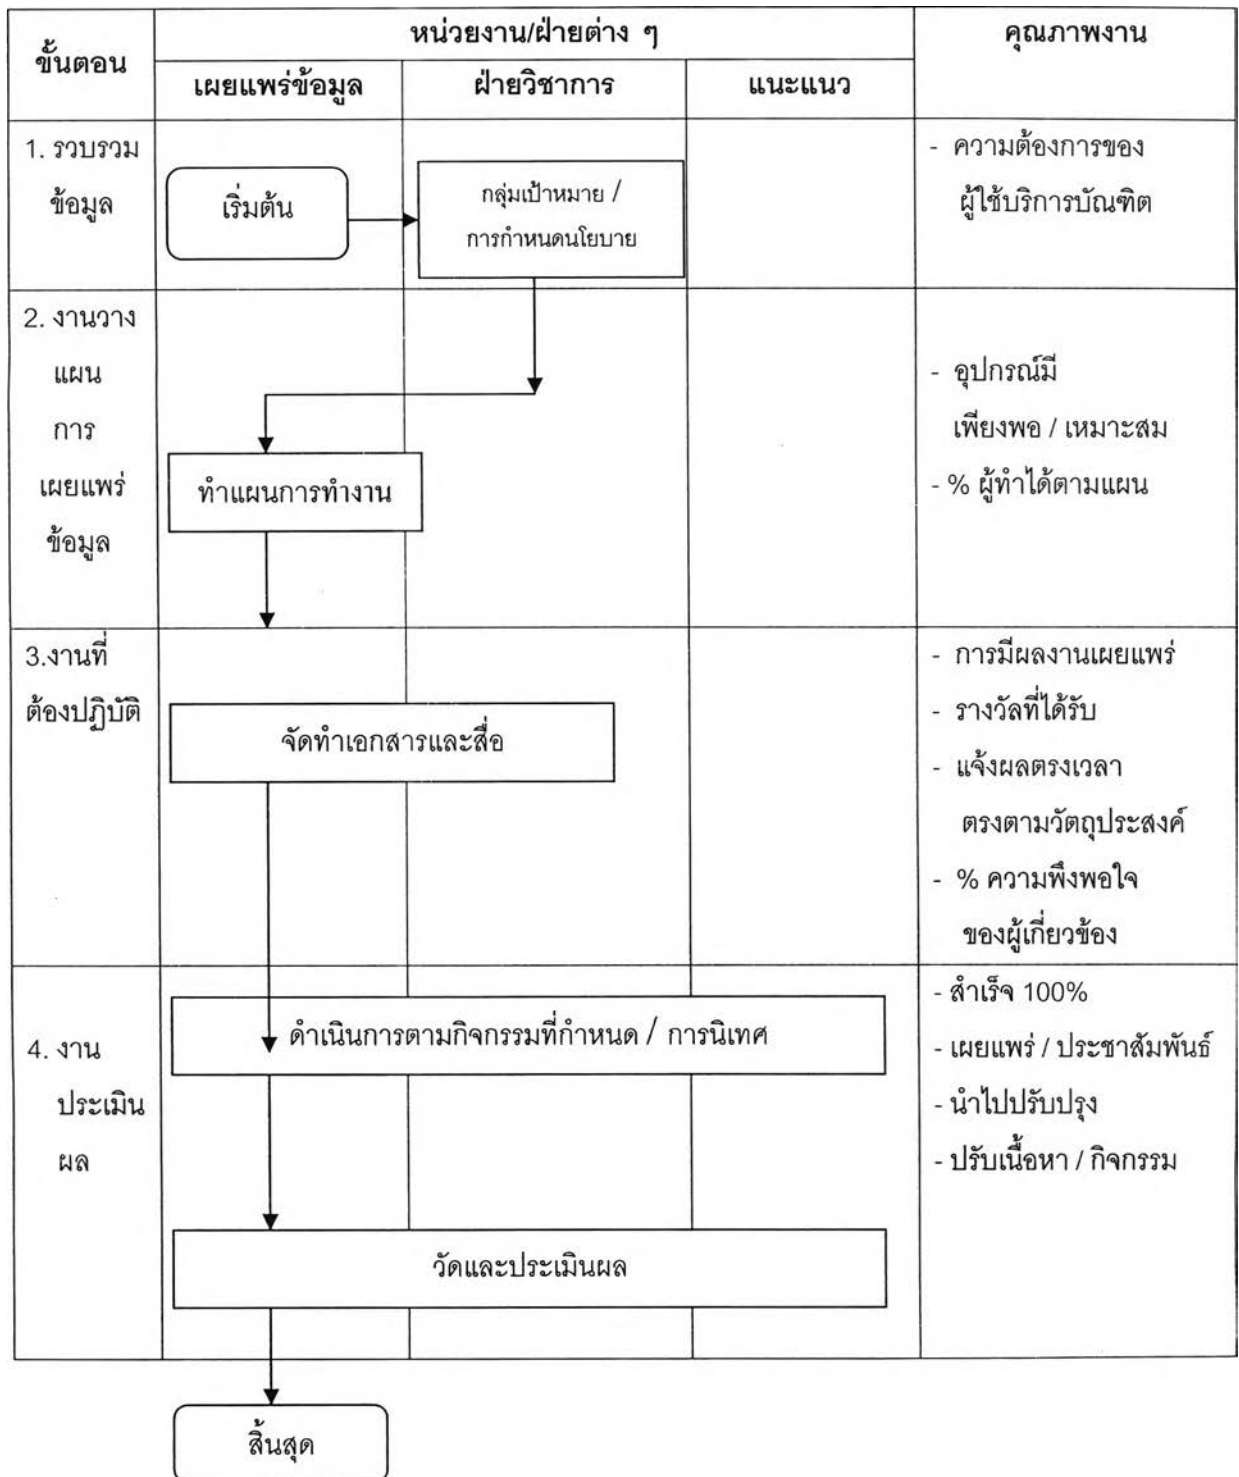 ขั้นตอน
หน่วยงาน/ฝ่ายต่าง ๆ
คุณภาพงาน
เผยแพร่ข้อมูล
ฝ่ายวิชาการ
แนะแนว
1. รวบรวม
ข้อมูล
เริ่มต้น
กลุ่มเป้าหมาย /
การกำหนดนโยบาย
- ความต้องการของ
ผู้ใช้บริการบัณฑิต
2. งานวาง
แผน
การ
เผยแพร่
ข้อมูล
ทำแผนการทำงาน
- อุปกรณ์มี
เพียงพอ / เหมาะสม
- % ผู้ทำได้ตามแผน
3.งานที่
ต้องปฏิบัติ
จัดทำเอกสารและสื่อ
- การมีผลงานเผยแพร่
- รางวัลที่ได้รับ
- แจ้งผลตรงเวลา
ตรงตามวัตถุประสงค์
- % ความพึงพอใจ
ของผู้เกี่ยวข้อง
4. งาน
ประเมิน
ผล
ดำเนินการตามกิจกรรมที่กำหนด / การนิเทศ
วัดและประเมินผล
- สำเร็จ 100%
- เผยแพร่ / ประชาสัมพันธ์
- นำไปปรับปรุง
- ปรับเนื้อหา / กิจกรรม
สิ้นสุด